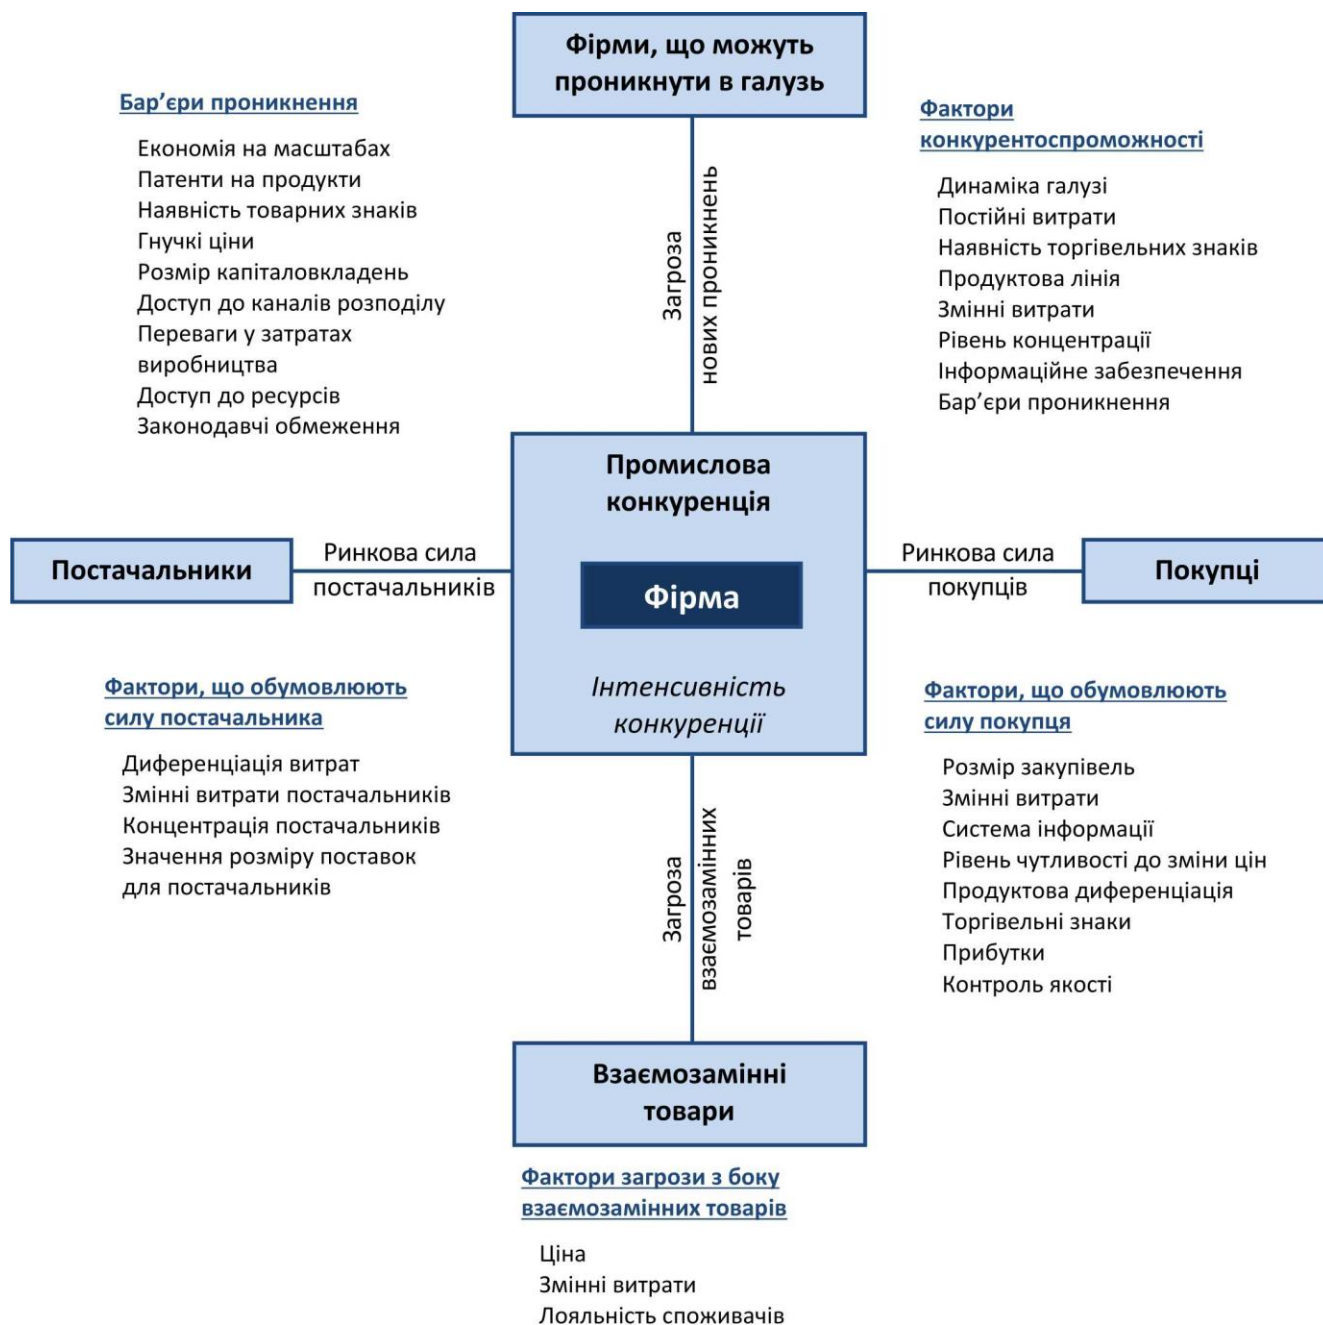 Фірми, що можуть
проникнути в галузь
Бар’єри проникнення
Економія на масштабах
Патенти на продукти
Наявність товарних знаків
Гнучкі ціни
Розмір капіталовкладень
Доступ до каналів розподілу
Переваги у затратах
виробництва
Доступ до ресурсів
Законодавчі обмеження
Загроза
нових проникнень
Фактори
конкурентоспроможності
Динаміка галузі
Постійні витрати
Наявність торгівельних знаків
Продуктова лінія
Змінні витрати
Рівень концентрації
Інформаційне забезпечення
Бар’єри проникнення
Промислова
конкуренція
Фірма
Інтенсивність
конкуренції
Постачальники
Ринкова сила
постачальників
Ринкова сила
покупців
Покупці
Фактори, що обумовлюють
силу постачальника
Диференціація витрат
Змінні витрати постачальників
Концентрація постачальників
Значення розміру поставок
для постачальників
Загроза
взаємозамінних
товарів
Фактори, що обумовлюють
силу покупця
Розмір закупівель
Змінні витрати
Система інформації
Рівень чутливості до зміни цін
Продуктова диференціація
Торгівельні знаки
Прибутки
Контроль якості
Взаємозамінні
товари
Фактори загрози з боку
взаємозамінних товарів
Ціна
Змінні витрати
Лояльність споживачів